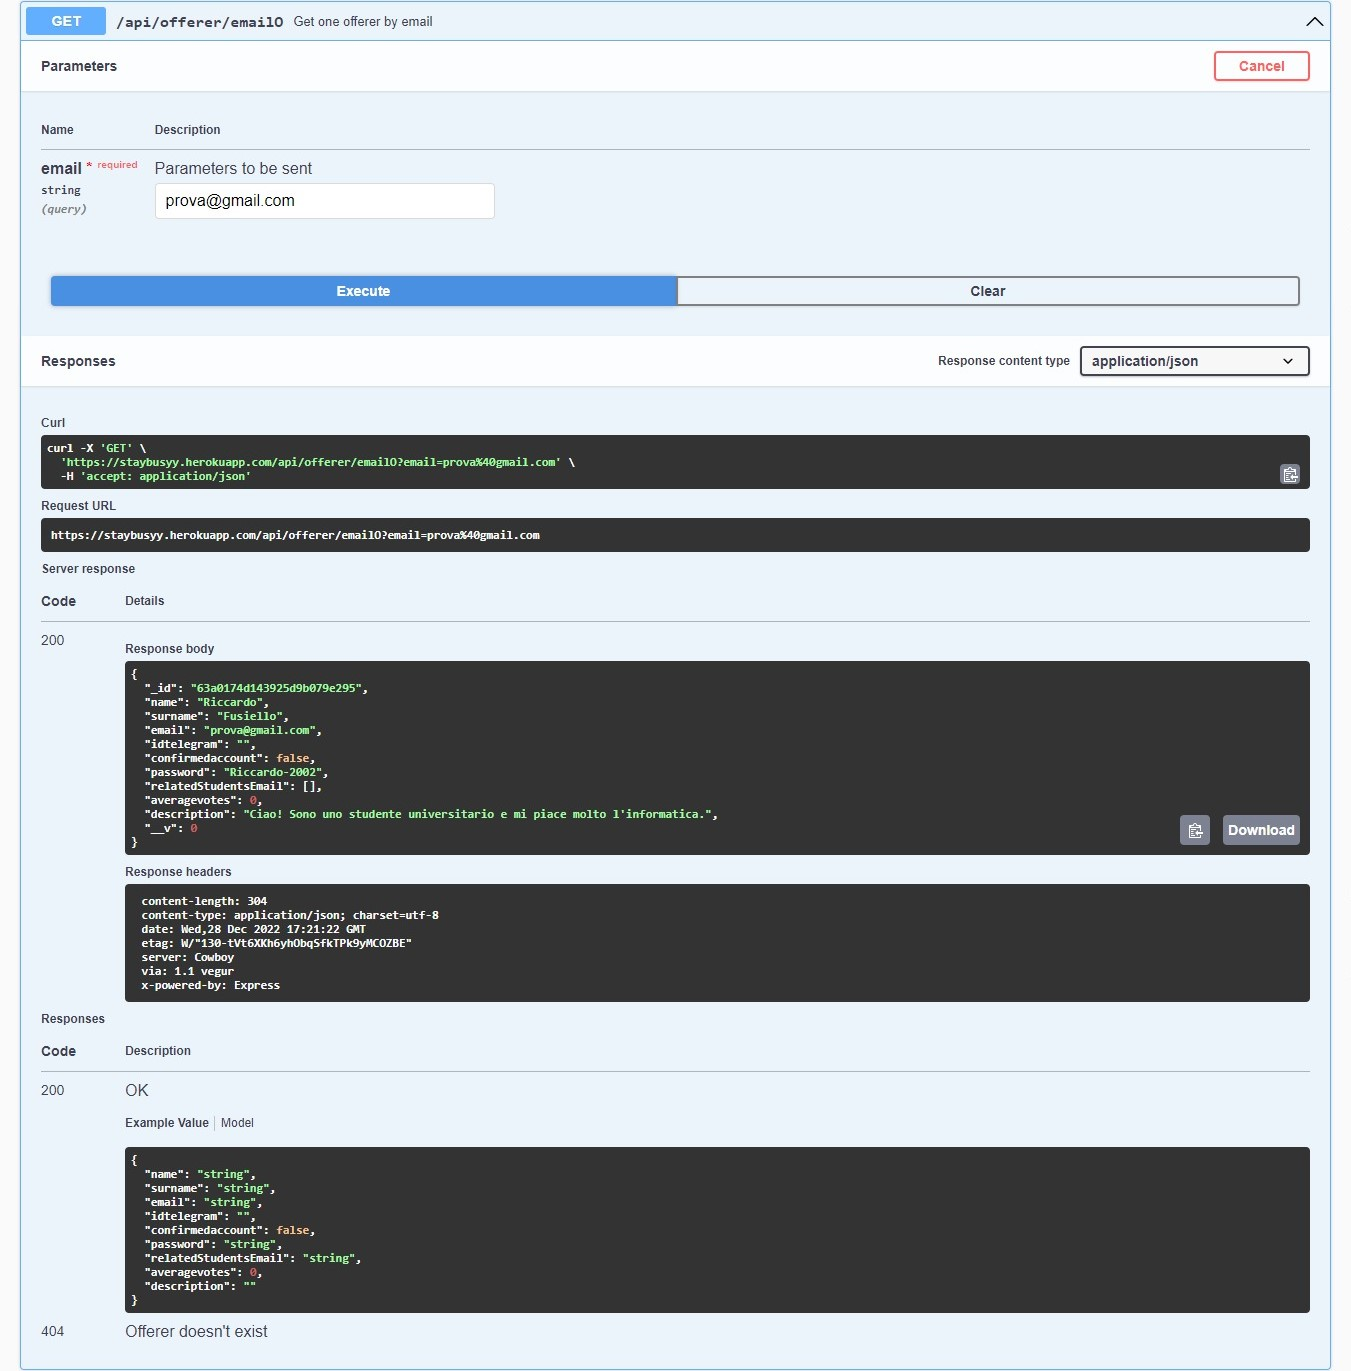 GET /api/offerer/emailO Get one offerer by email
Parameters
Cancel
Name Description
email * required Parameters to be sent
string
(query)
prova@gmail.com
Execute Clear
Responses Response content type application/json
Curl
curl -X 'GET' \
'https://staybusyy.herokuapp.com/api/offerer/emailO?email=prova%40gmail.com' \
-H 'accept: application/json'
Request URL
https://staybusyy.herokuapp.com/api/offerer/emailO?email=prova%40gmail.com
Server response
Code Details
200
Response body
{
"_id": "63a0174d143925d9b079e295",
"name": "Riccardo",
"surname": "Fusiello",
"email": "prova@gmail.com",
"idtelegram": "",
"confirmedaccount": false,
"password": "Riccardo-2002",
"relatedStudentsEmail": [],
"averagevotes": 0,
"description": "Ciao! Sono uno studente universitario e mi piace molto l'informatica.",
"__v": 0
}
Download
Response headers
content-length: 304
content-type: application/json; charset=utf-8
date: Wed,28 Dec 2022 17:21:22 GMT
etag: W/"130-tVt6XKh6yhObqSfkTPk9yMCOZBE"
server: Cowboy
via: 1.1 vegur
x-powered-by: Express
Responses
Code Description
200 OK
Example Value Model
{
"name": "string",
"surname": "string",
"email": "string",
"idtelegram": "",
"confirmedaccount": false,
"password": "string",
"relatedStudentsEmail": "string",
"averagevotes": 0,
"description": ""
}
404 Offerer doesn't exist